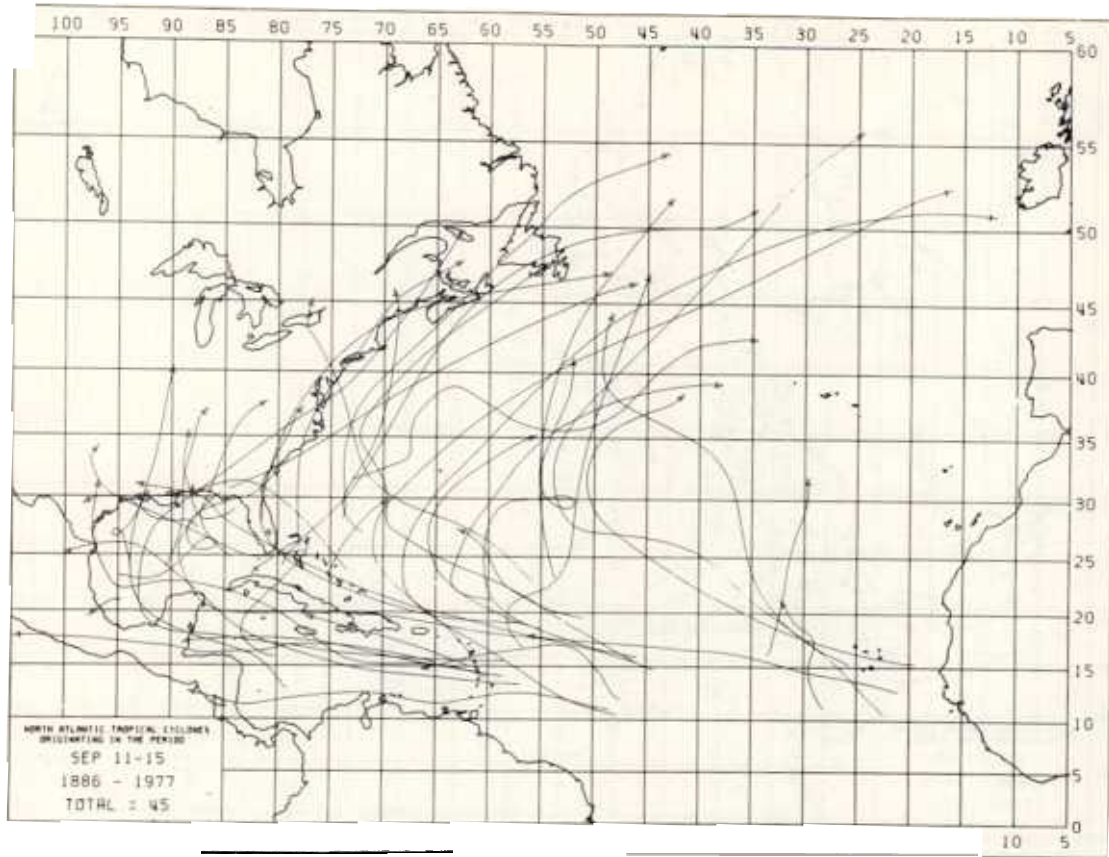 100 95 90 85 80 75 70 65 60 55 50 45 40 35 30 25 20 15 10 5
60
55
50
45
40
35
30
25
20
15
10
5
0
NORTH ATLANTIC TROPICAL CYCLONES
ORIGINATING IN THE PERIOD
SEP 11-15
1886 - 1977
TOTAL = 45
10 5